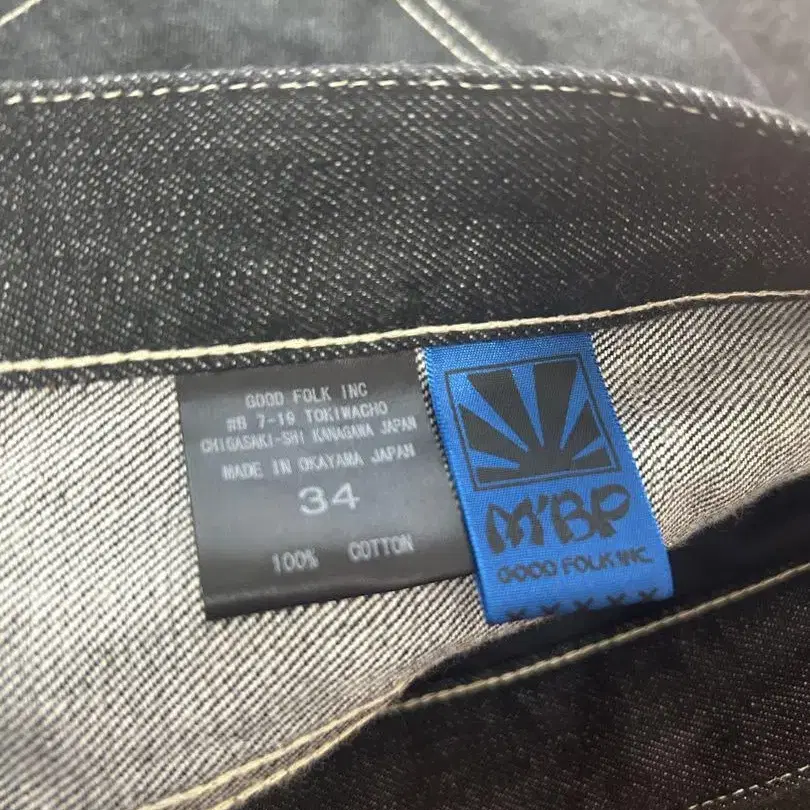 GOOD FOLK INC
#B 7-19 TOKIWACHO
CHIGASAKI-SHI KANAGAWA JAPAN
MADE IN OKAYAMA JAPAN
34
100% COTTON
M'BP
GOOD FOLK INC.